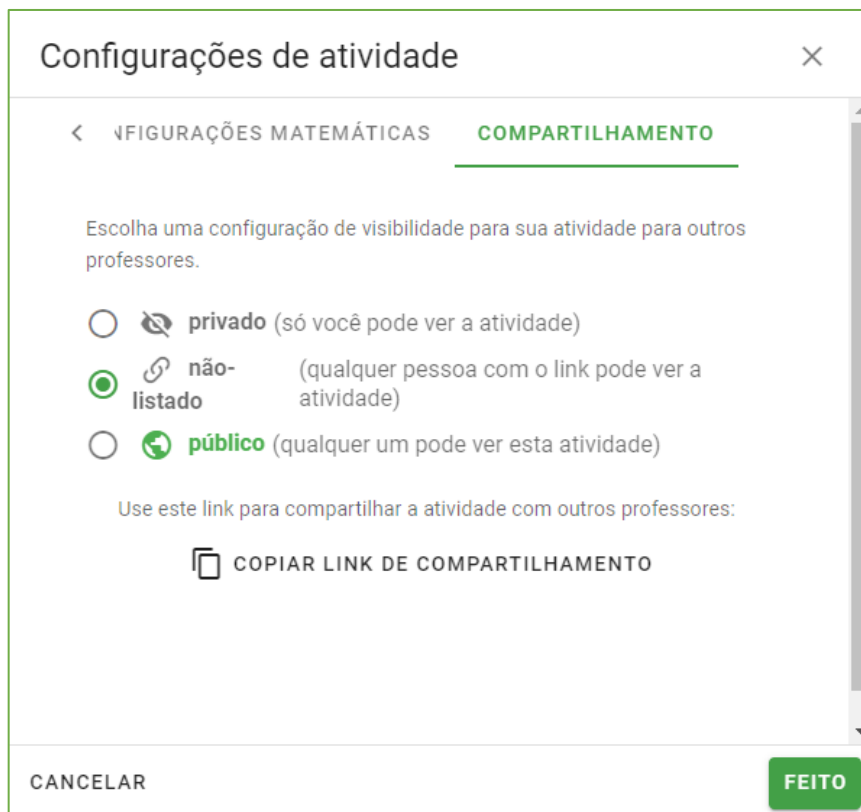 Configurações de atividade
NFIGURAÇÕES MATEMÁTICAS COMPARTILHAMENTO
Escolha uma configuração de visibilidade para sua atividade para outros
professores.
privado (só você pode ver a atividade)
não-listado (qualquer pessoa com o link pode ver a
atividade)
público (qualquer um pode ver esta atividade)
Use este link para compartilhar a atividade com outros professores:
COPIAR LINK DE COMPARTILHAMENTO
CANCELAR FEITO